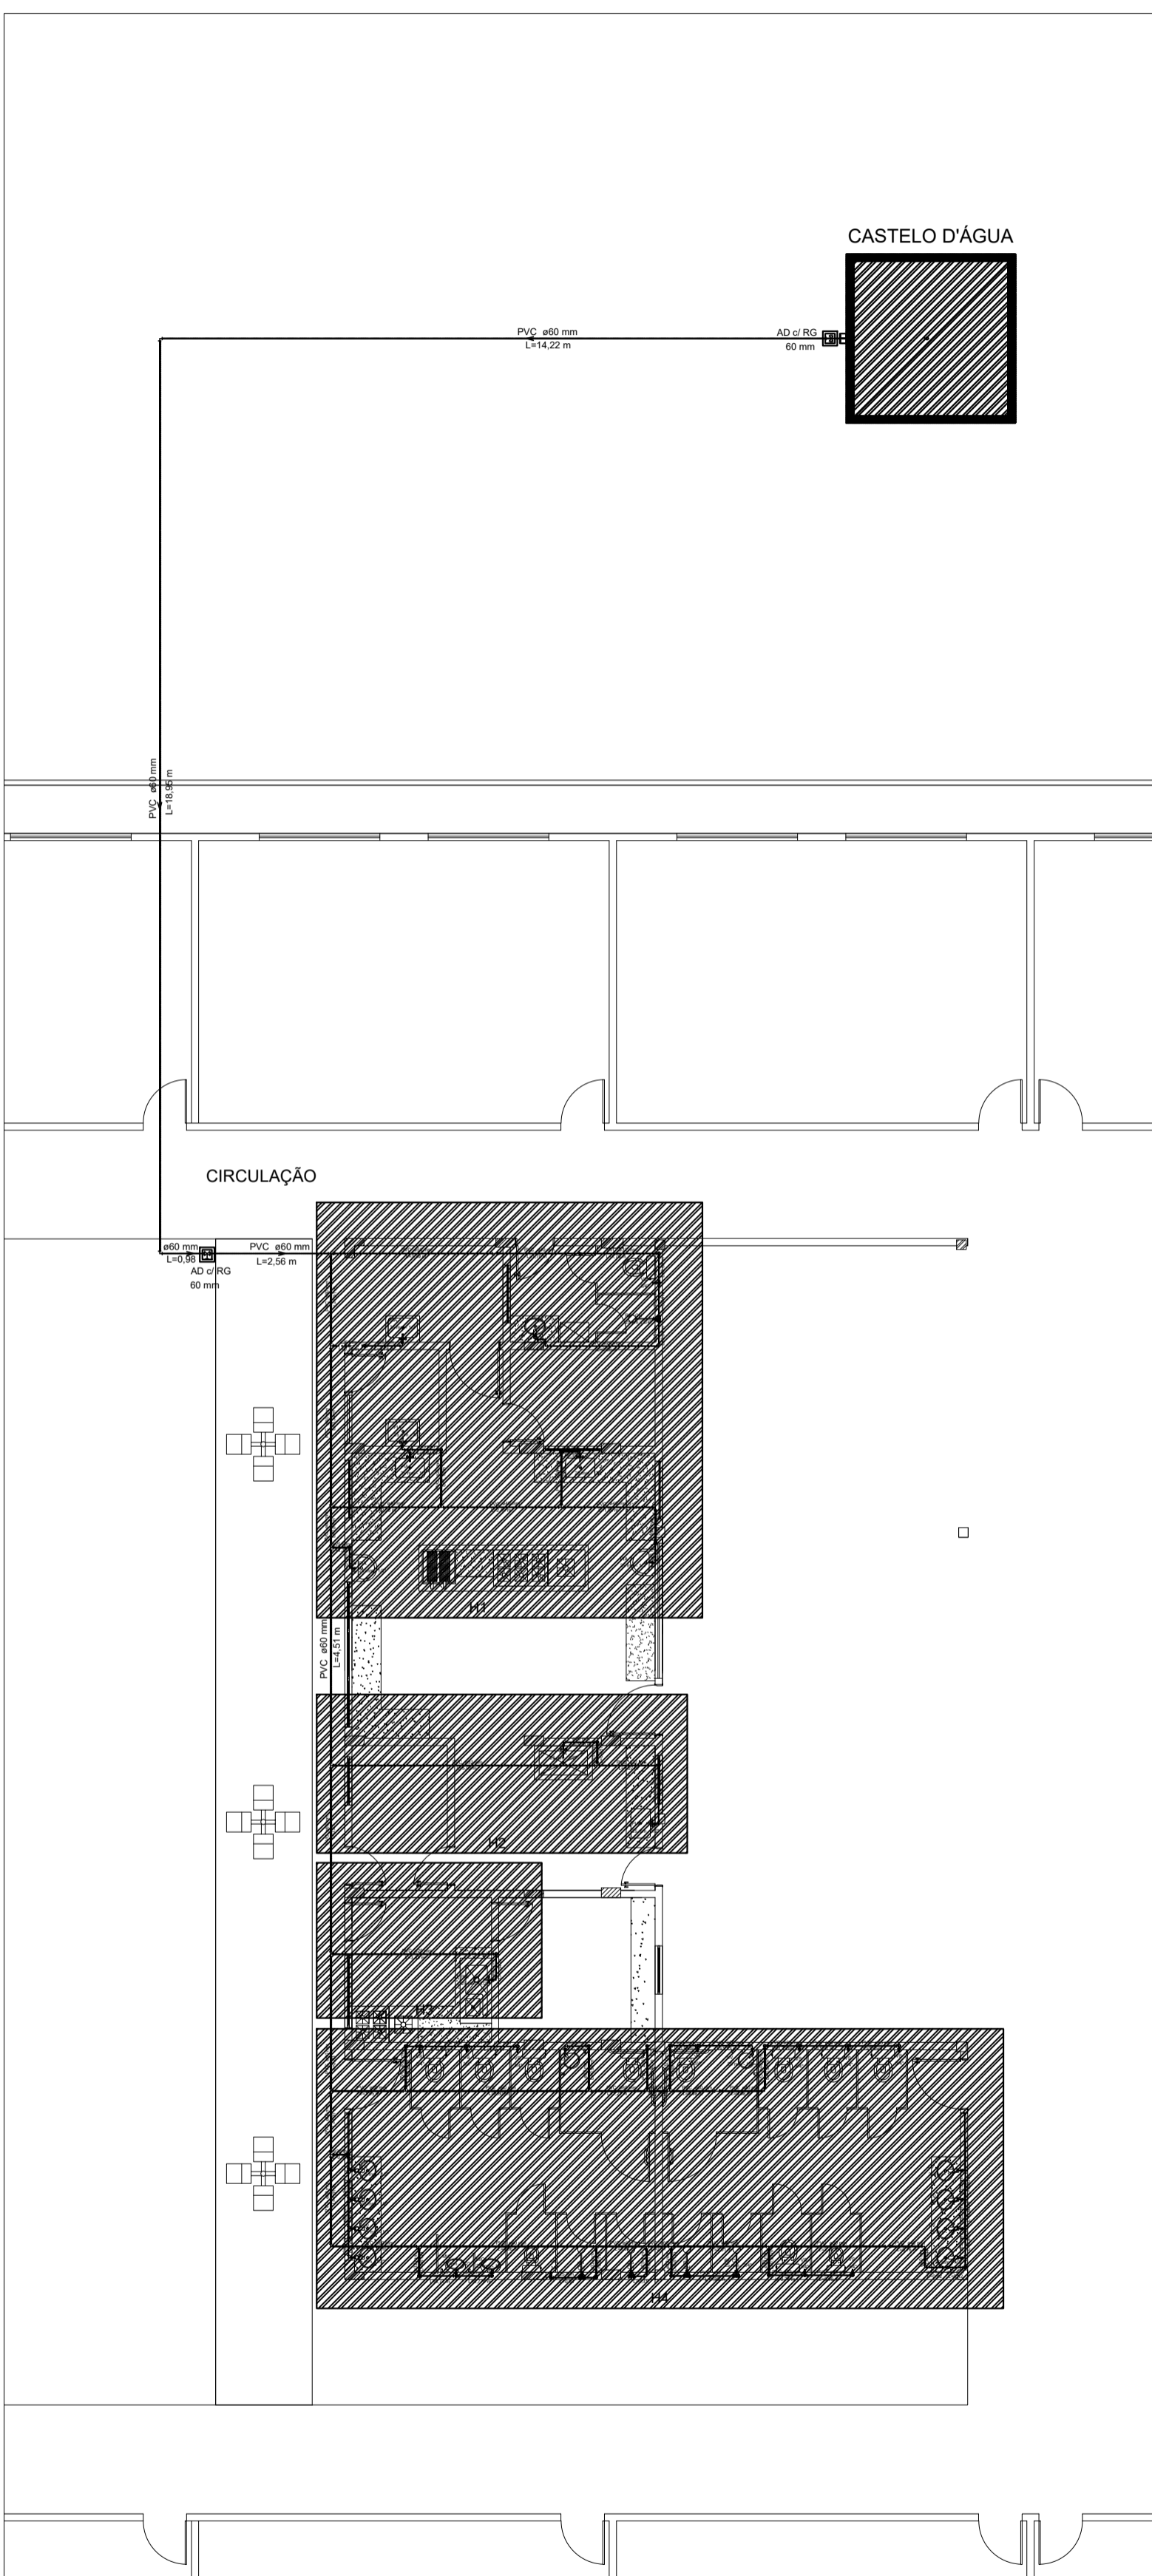 CASTELO D'ÁGUA
PVC ø60 mm
L=14,22 m
AD c/ RG
60 mm
PVC ø60 mm
L=18,95 m
CIRCULAÇÃO
ø60 mm
L=0,98
AD c/ RG
60 mm
PVC ø60 mm
L=2,56 m
H1
PVC ø60 mm
L=4,51 m
H2
H3
H4